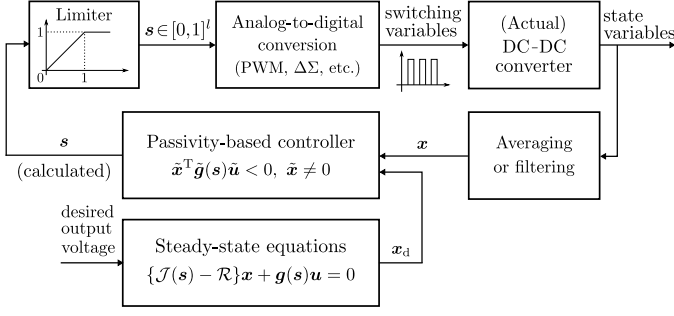 Limiter
1
0
1
s ∈ [0, 1]^l
Analog-to-digital
conversion
(PWM, ΔΣ, etc.)
switching
variables
(Actual)
DC-DC
converter
state
variables
s
(calculated)
Passivity-based controller
x̃ᵀg̃(s)ũ < 0, x̃ ≠ 0
x
Averaging
or filtering
desired
output
voltage
Steady-state equations
{𝒥(s) − ℛ}x + g(s)u = 0
x_d